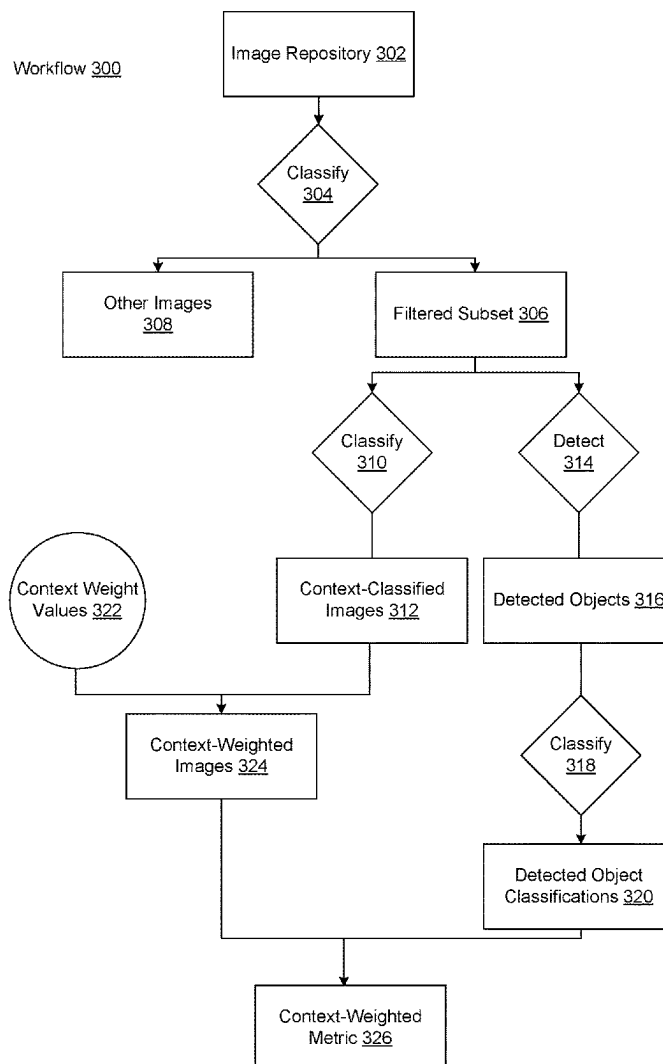 Image Repository 302
Workflow 300
Classify
304
Other Images
308
Filtered Subset 306
Classify
310
Detect
314
Context Weight
Values 322
Context-Classified
Images 312
Detected Objects 316
Context-Weighted
Images 324
Classify
318
Detected Object
Classifications 320
Context-Weighted
Metric 326